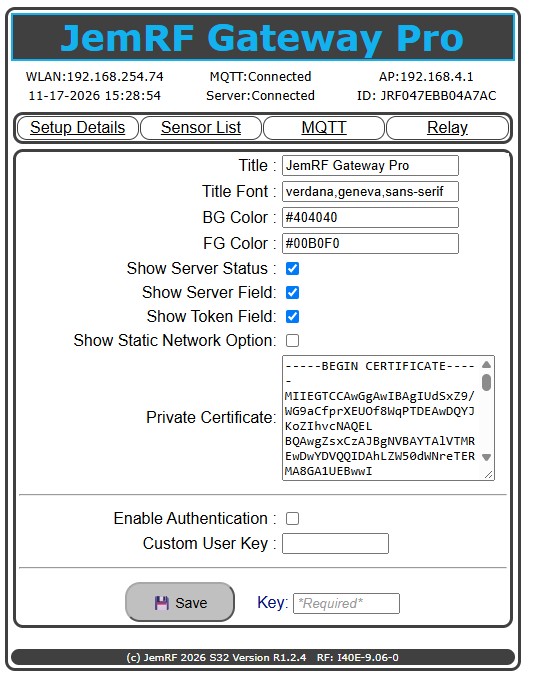 JemRF Gateway Pro
WLAN:192.168.254.74 MQTT:Connected AP:192.168.4.1
11-17-2026 15:28:54 Server:Connected ID: JRF047EBB04A7AC
Setup Details Sensor List MQTT Relay
Title : JemRF Gateway Pro
Title Font : verdana,geneva,sans-serif
BG Color : #404040
FG Color : #00B0F0
Show Server Status :
Show Server Field:
Show Token Field:
Show Static Network Option:
Private Certificate:
-----BEGIN CERTIFICATE----
-
MIIEGTCCAwGgAwIBAgIUdSxZ9/
WG9aCfprXEUOf8WqPTDEAwDQYJ
KoZIhvcNAQEL
BQAwgZsxCzAJBgNVBAYTAlVTMR
EwDwYDVQQIDAhLZW50dWNreTER
MA8GA1UEBwwI
Enable Authentication :
Custom User Key :
Save Key: *Required*
(c) JemRF 2026 S32 Version R1.2.4 RF: I40E-9.06-0